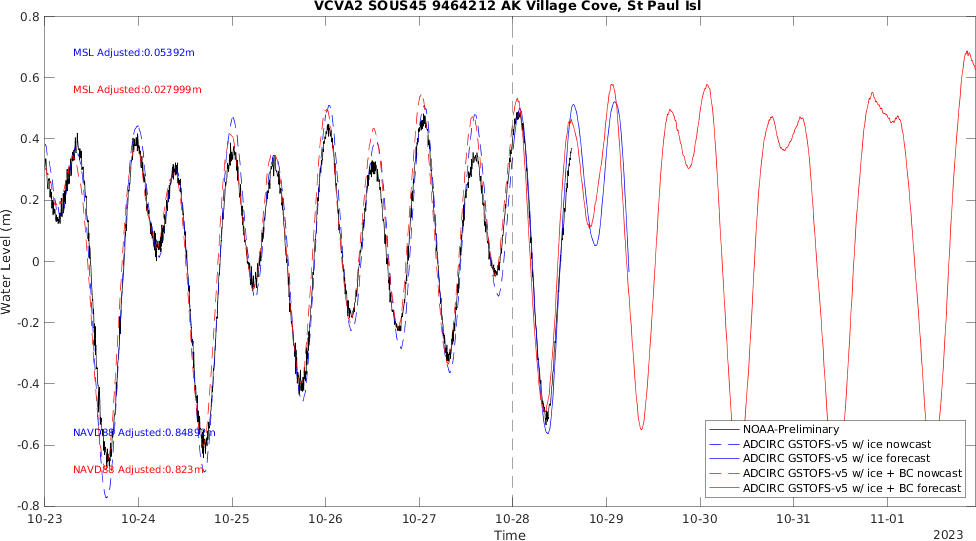 VCVA2 SOUS45 9464212 AK Village Cove, St Paul Isl
0.8
0.6
0.4
0.2
0
-0.2
-0.4
-0.6
-0.8
Water Level (m)
MSL Adjusted:0.05392m
MSL Adjusted:0.027999m
NAVD88 Adjusted:0.84892m
NAVD88 Adjusted:0.823m
NOAA-Preliminary
ADCIRC GSTOFS-v5 w/ ice nowcast
ADCIRC GSTOFS-v5 w/ ice forecast
ADCIRC GSTOFS-v5 w/ ice + BC nowcast
ADCIRC GSTOFS-v5 w/ ice + BC forecast
10-23 10-24 10-25 10-26 10-27 10-28 10-29 10-30 10-31 11-01
Time
2023